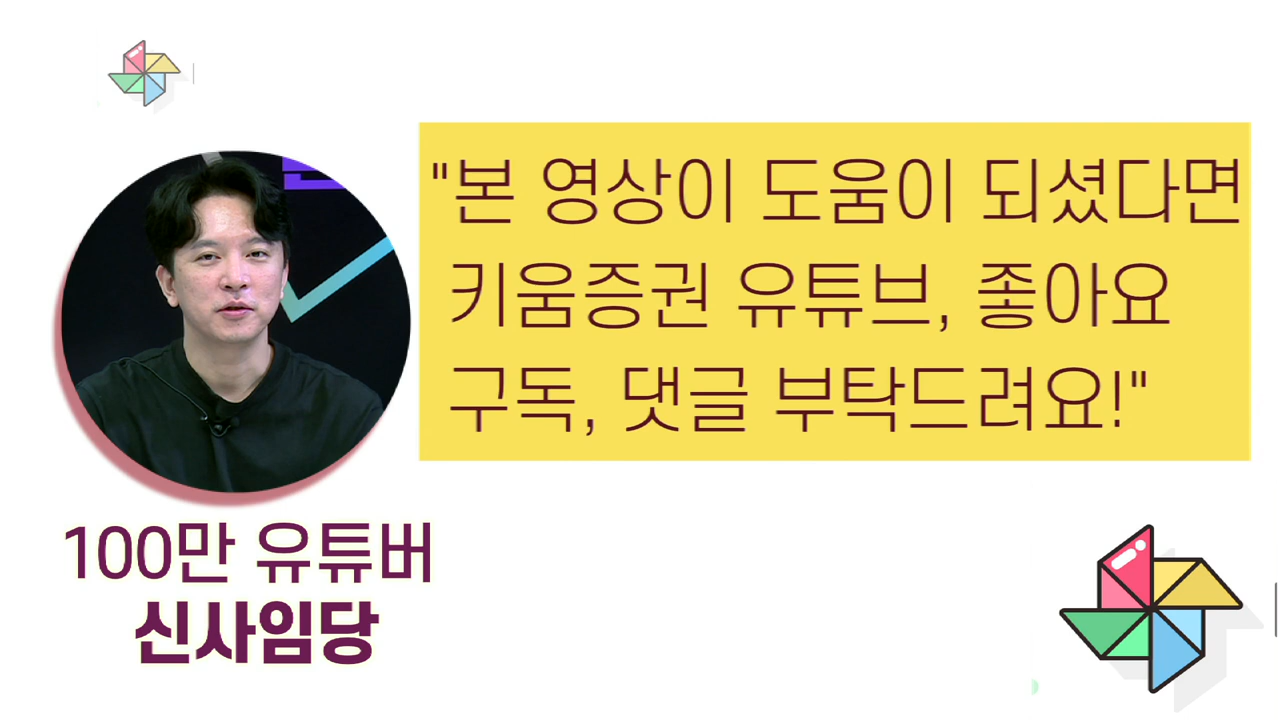 "본 영상이 도움이 되셨다면
키움증권 유튜브, 좋아요
구독, 댓글 부탁드려요!"
100만 유튜버
신사임당